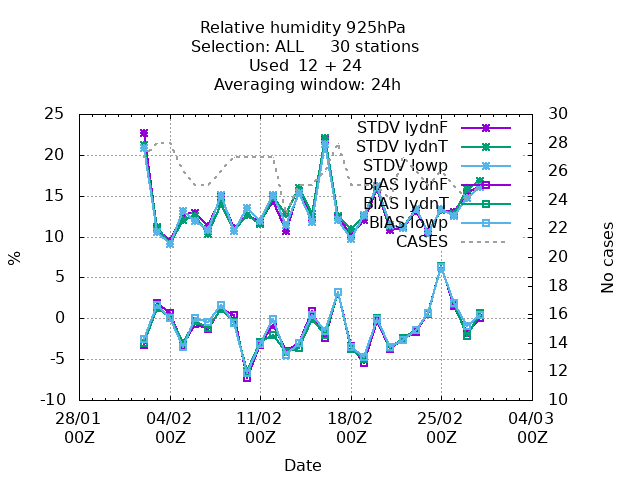 Relative humidity 925hPa
Selection: ALL     30 stations
Used  12 + 24
Averaging window: 24h
STDV lydnF
STDV lydnT
STDV lowp
BIAS lydnF
BIAS lydnT
BIAS lowp
CASES
25
20
15
10
5
0
-5
-10
%
30
28
26
24
22
20
18
16
14
12
10
No cases
28/01 04/02 11/02 18/02 25/02 04/03
00Z 00Z 00Z 00Z 00Z 00Z
Date